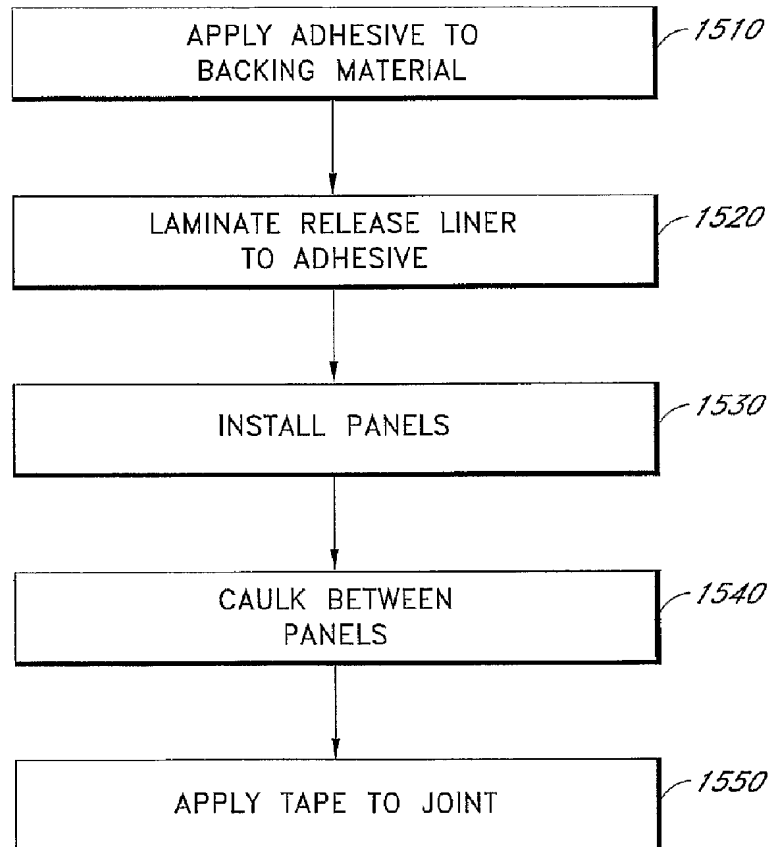 APPLY ADHESIVE TO
BACKING MATERIAL
1510
LAMINATE RELEASE LINER
TO ADHESIVE
1520
INSTALL PANELS
1530
CAULK BETWEEN
PANELS
1540
APPLY TAPE TO JOINT
1550